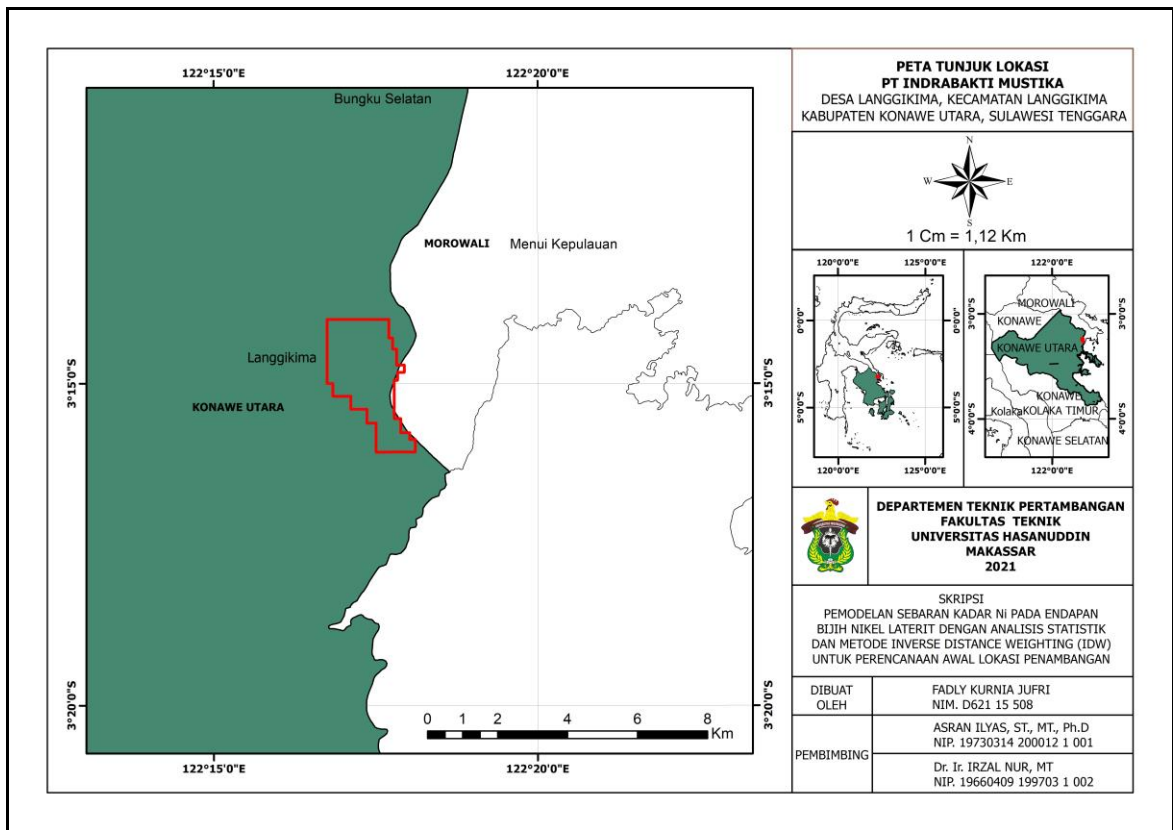 122°15'0"E
122°20'0"E
Bungku Selatan
MOROWALI
Menui Kepulauan
Langgikima
KONAWE UTARA
3°15'0"S
3°15'0"S
3°20'0"S
3°20'0"S
0 1 2 4 6 8
Km
122°15'0"E
122°20'0"E
PETA TUNJUK LOKASI
PT INDRABAKTI MUSTIKA
DESA LANGGIKIMA, KECAMATAN LANGGIKIMA
KABUPATEN KONAWE UTARA, SULAWESI TENGGARA
N
W
E
S
1 Cm = 1,12 Km
120°0'0"E
125°0'0"E
0°0'0"
0°0'0"
5°0'0"S
5°0'0"S
120°0'0"E
125°0'0"E
122°0'0"E
MOROWALI
KONAWE
KONAWE UTARA
KONAWE
Kolaka
KOLAKA TIMUR
KONAWE SELATAN
3°0'0"S
3°0'0"S
4°0'0"S
4°0'0"S
122°0'0"E
DEPARTEMEN TEKNIK PERTAMBANGAN
FAKULTAS TEKNIK
UNIVERSITAS HASANUDDIN
MAKASSAR
2021
SKRIPSI
PEMODELAN SEBARAN KADAR Ni PADA ENDAPAN
BIJIH NIKEL LATERIT DENGAN ANALISIS STATISTIK
DAN METODE INVERSE DISTANCE WEIGHTING (IDW)
UNTUK PERENCANAAN AWAL LOKASI PENAMBANGAN
DIBUAT
OLEH
FADLY KURNIA JUFRI
NIM. D621 15 508
PEMBIMBING
ASRAN ILYAS, ST., MT., Ph.D
NIP. 19730314 200012 1 001
Dr. Ir. IRZAL NUR, MT
NIP. 19660409 199703 1 002